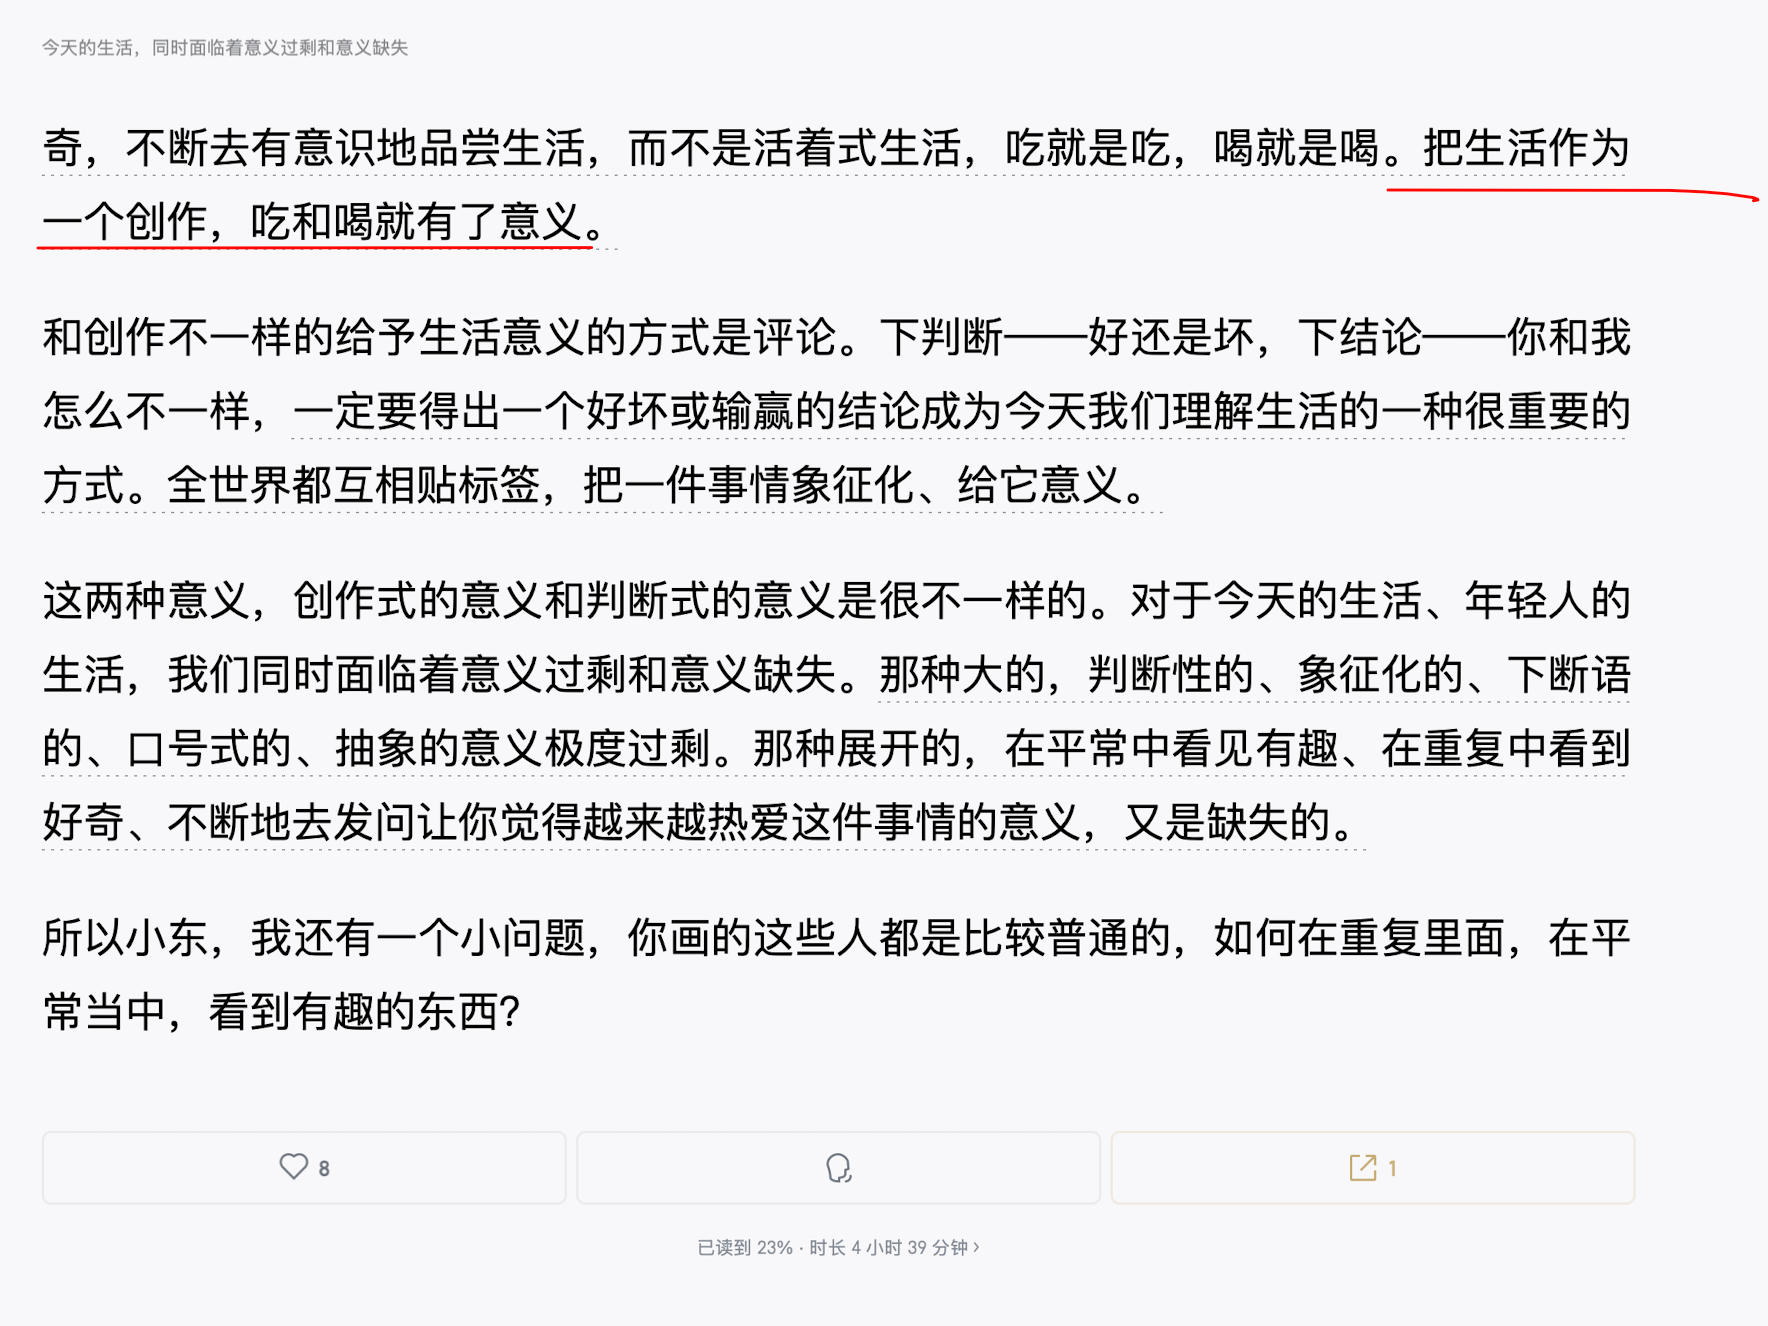 今天的生活，同时面临着意义过剩和意义缺失
奇，不断去有意识地品尝生活，而不是活着式生活，吃就是吃，喝就是喝。把生活作为
一个创作，吃和喝就有了意义。
和创作不一样的给予生活意义的方式是评论。下判断——好还是坏，下结论——你和我
怎么不一样，一定要得出一个好坏或输赢的结论成为今天我们理解生活的一种很重要的
方式。全世界都互相贴标签，把一件事情象征化、给它意义。
这两种意义，创作式的意义和判断式的意义是很不一样的。对于今天的生活、年轻人的
生活，我们同时面临着意义过剩和意义缺失。那种大的，判断性的、象征化的、下断语
的、口号式的、抽象的意义极度过剩。那种展开的，在平常中看见有趣、在重复中看到
好奇、不断地去发问让你觉得越来越热爱这件事情的意义，又是缺失的。
所以小东，我还有一个小问题，你画的这些人都是比较普通的，如何在重复里面，在平
常当中，看到有趣的东西？
8
1
已读到 23% · 时长 4 小时 39 分钟 ›